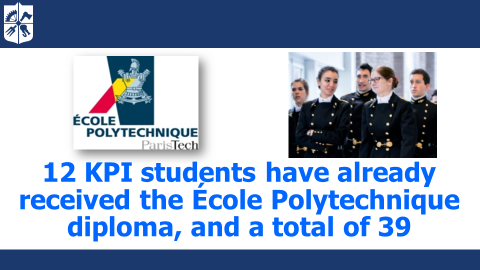 ÉCOLE
POLYTECHNIQUE
ParisTech
12 KPI students have already
received the École Polytechnique
diploma, and a total of 39